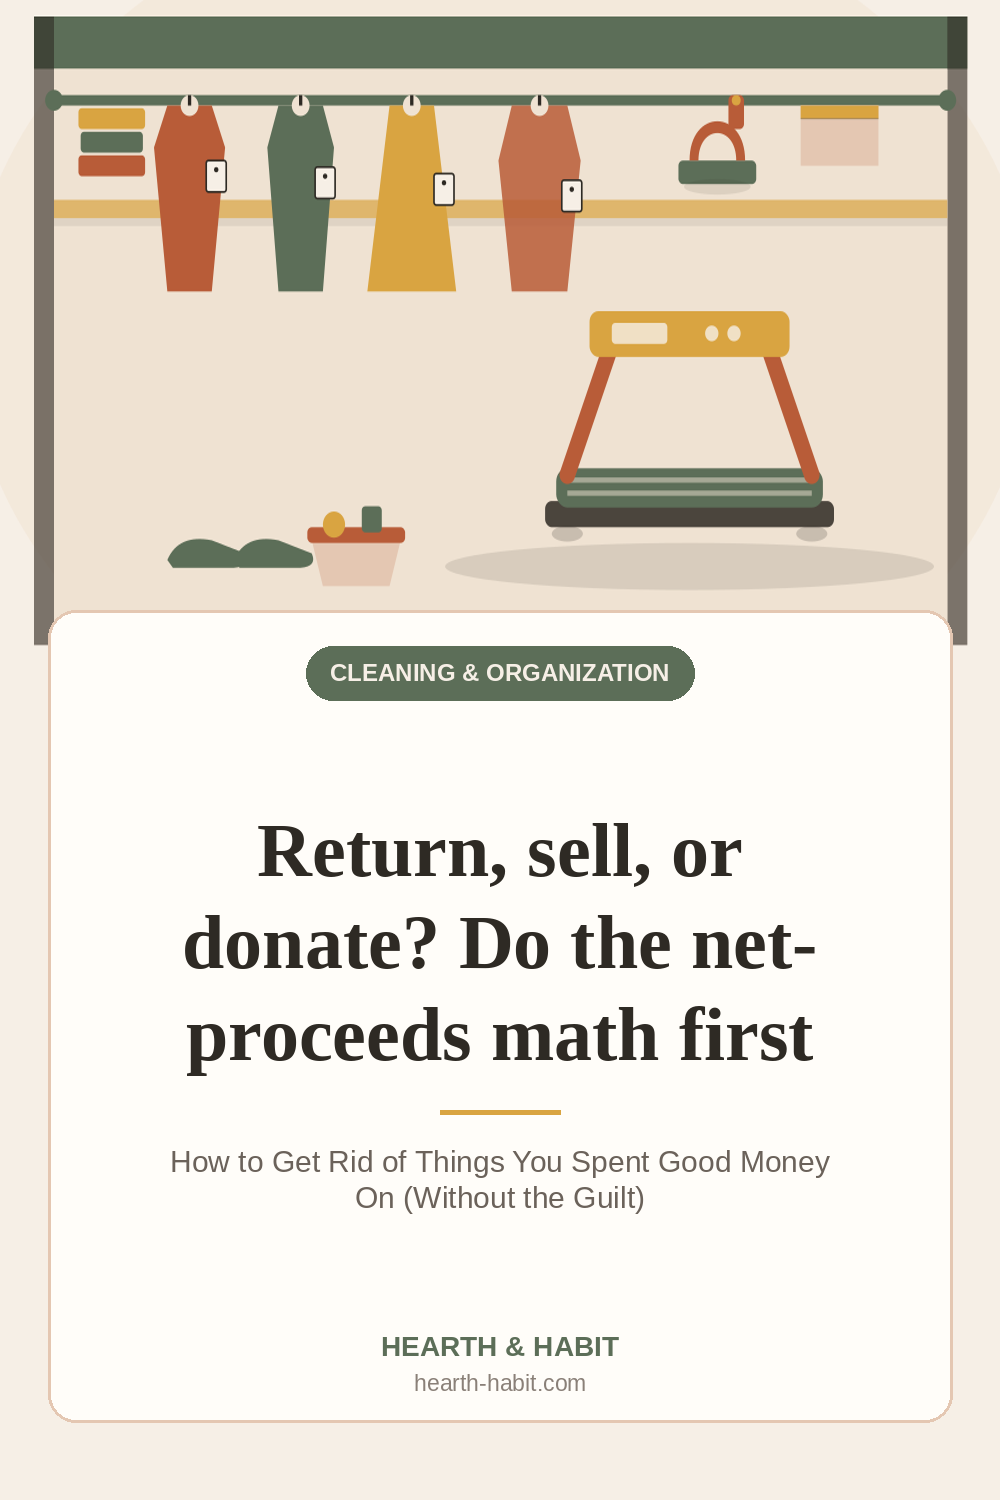 CLEANING & ORGANIZATION
Return, sell, or
donate? Do the net-
proceeds math first
How to Get Rid of Things You Spent Good Money
On (Without the Guilt)
HEARTH & HABIT
hearth-habit.com